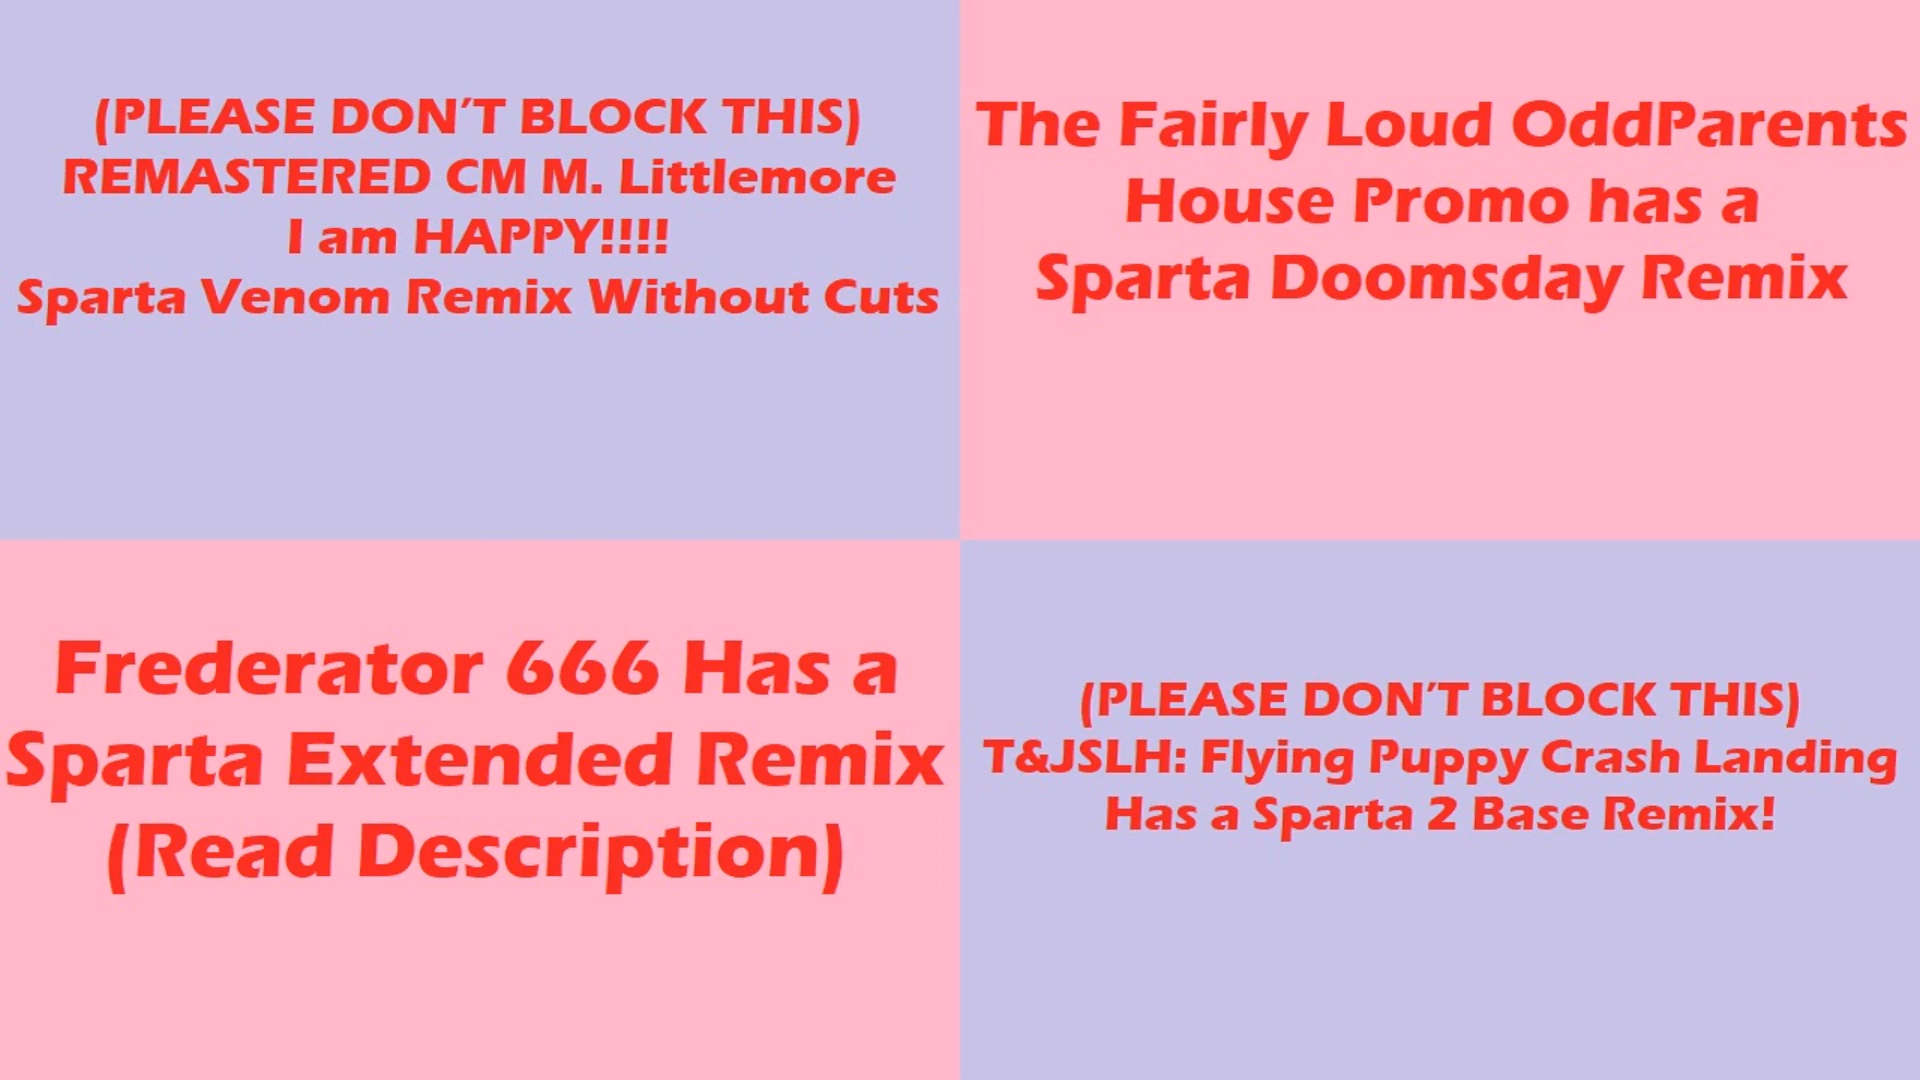 (PLEASE DON'T BLOCK THIS)
REMASTERED CM M. Littlemore
I am HAPPY!!!!
Sparta Venom Remix Without Cuts
The Fairly Loud OddParents
House Promo has a
Sparta Doomsday Remix
Frederator 666 Has a
Sparta Extended Remix
(Read Description)
(PLEASE DON'T BLOCK THIS)
T&JSLH: Flying Puppy Crash Landing
Has a Sparta 2 Base Remix!